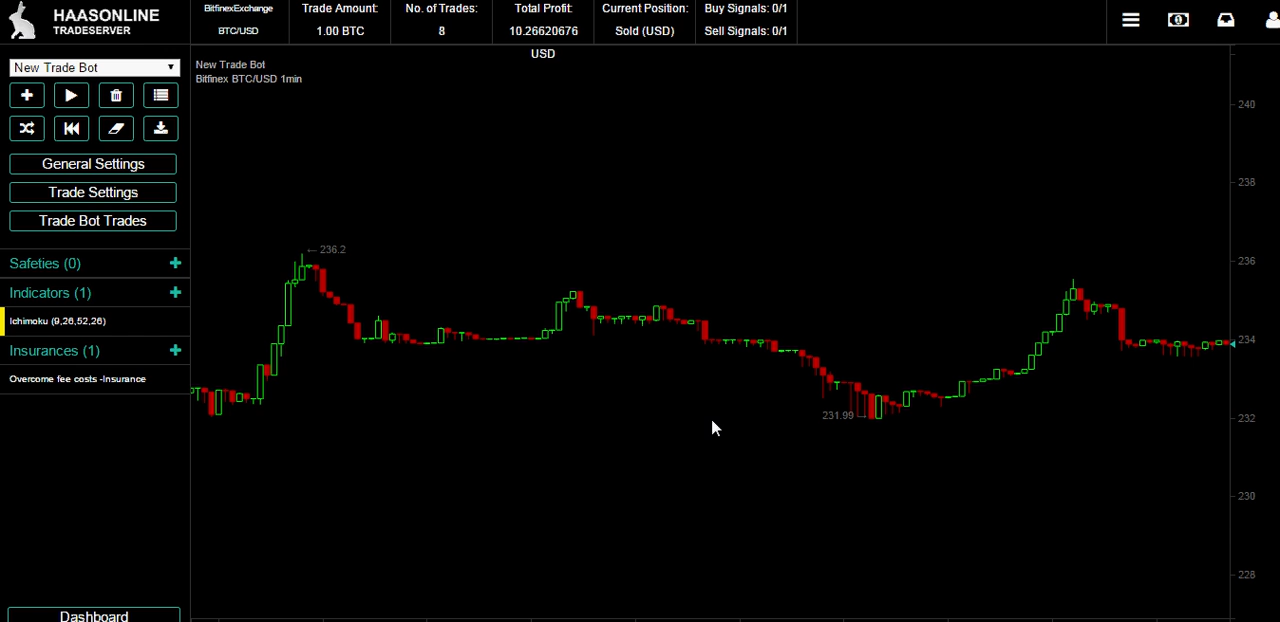 HAASONLINE
TRADESERVER
BitfinexExchange
BTC/USD
Trade Amount:
1.00 BTC
No. of Trades:
8
Total Profit:
10.26620676
USD
Current Position:
Sold (USD)
Buy Signals: 0/1
Sell Signals: 0/1
New Trade Bot
General Settings
Trade Settings
Trade Bot Trades
Safeties (0)
Indicators (1)
Ichimoku (9,26,52,26)
Insurances (1)
Overcome fee costs -Insurance
Dashboard
New Trade Bot
Bitfinex BTC/USD 1min
← 236.2
231.99 →
240
238
236
234
232
230
228